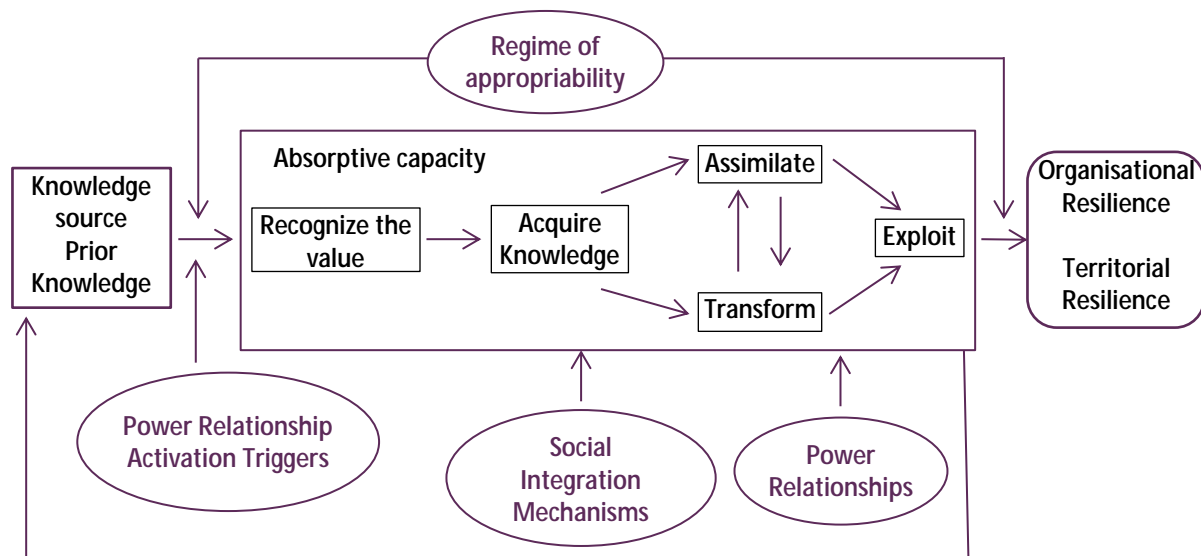 Regime of
appropriability
Absorptive capacity
Knowledge
source
Prior
Knowledge
Recognize the
value
Acquire
Knowledge
Assimilate
Transform
Exploit
Organisational
Resilience
Territorial
Resilience
Power Relationship
Activation Triggers
Social
Integration
Mechanisms
Power
Relationships